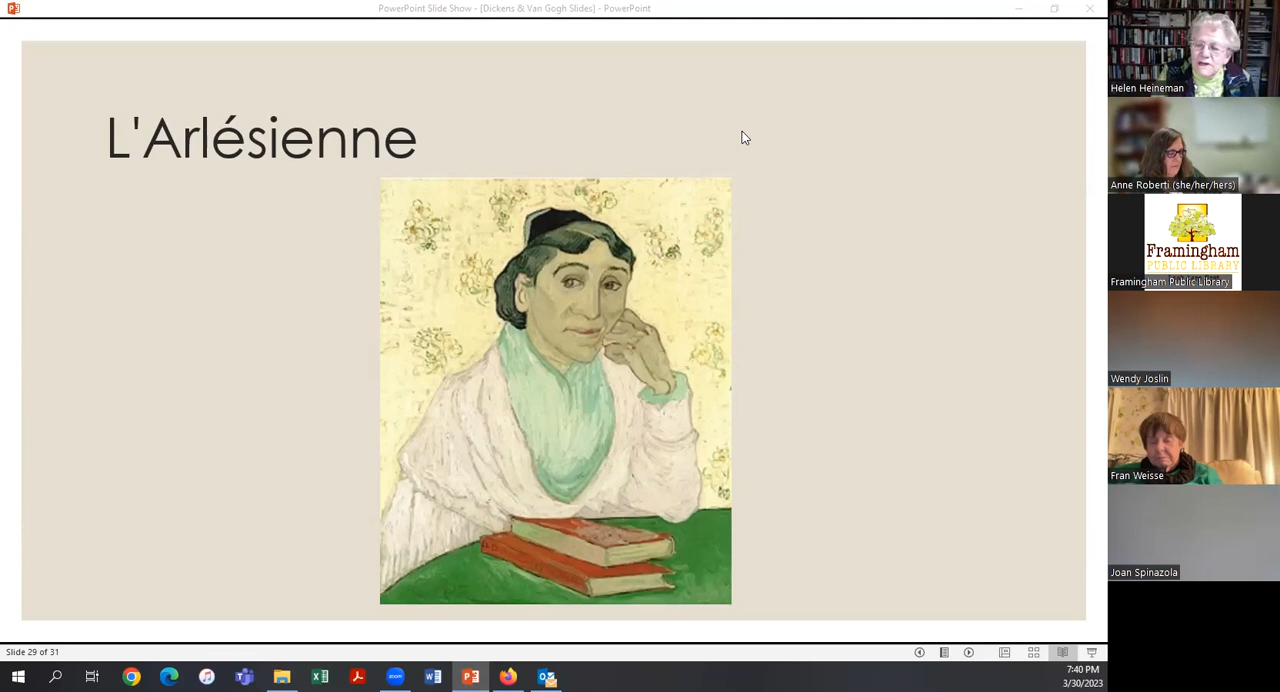 PowerPoint Slide Show - [Dickens & Van Gogh Slides] - PowerPoint
L'Arlésienne
Helen Heineman
Anne Roberti (she/her/hers)
Framingham
PUBLIC LIBRARY
Framingham Public Library
Wendy Joslin
Fran Weisse
Joan Spinazola
Slide 29 of 31
zoom
7:40 PM
3/30/2023